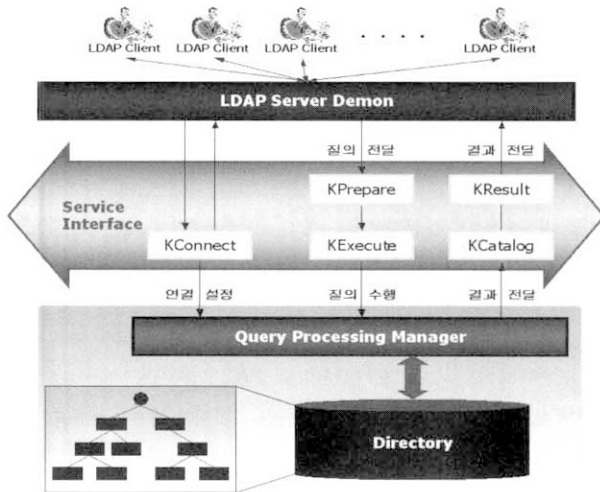 LDAP Client LDAP Client LDAP Client . . . . LDAP Client
LDAP Server Demon
질의 전달 결과 전달
KPrepare KResult
Service
Interface
KConnect KExecute KCatalog
연결 설정 질의 수행 결과 전달
Query Processing Manager
Directory